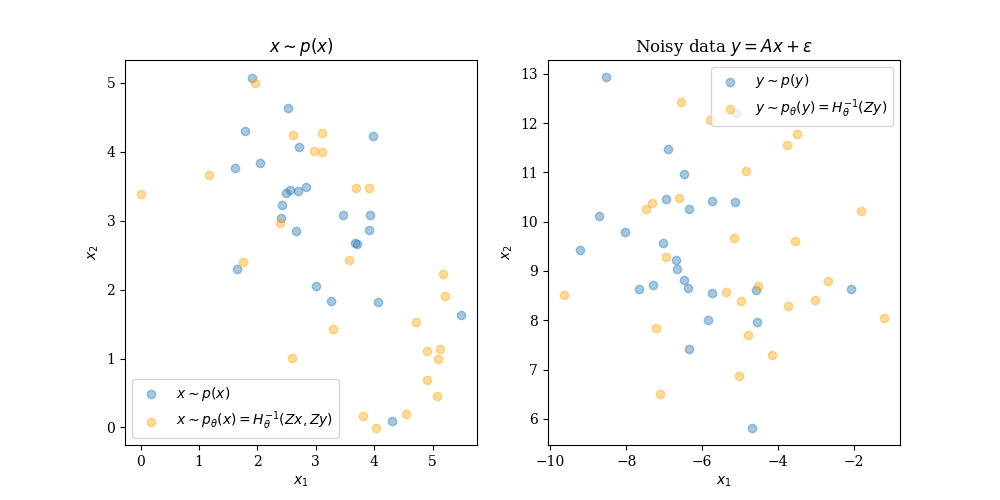 x ∼ p(x)
5
4
3
2
1
0
x₂
x ∼ p(x)
x ∼ p_θ(x) = H_θ⁻¹(Zx, Zy)
0 1 2 3 4 5
x₁
Noisy data y = Ax + ε
13
12
11
10
9
8
7
6
x₂
y ∼ p(y)
y ∼ p_θ(y) = H_θ⁻¹(Zy)
−10 −8 −6 −4 −2
x₁